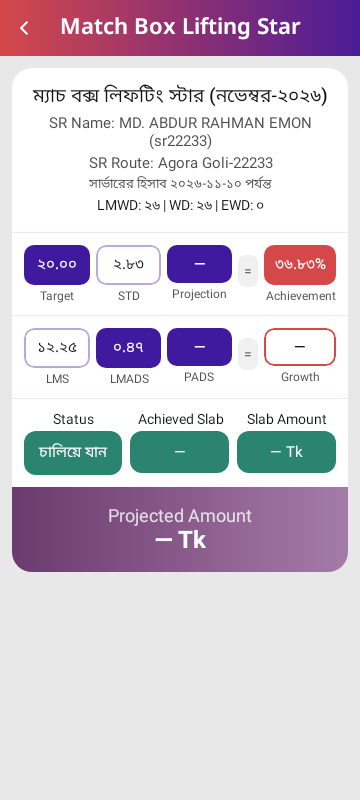 Match Box Lifting Star
ম্যাচ বক্স লিফটিং স্টার (নভেম্বর-২০২৬)
SR Name: MD. ABDUR RAHMAN EMON
(sr22233)
SR Route: Agora Goli-22233
সার্ভারের হিসাব ২০২৬-১১-১০ পর্যন্ত
LMWD: ২৬ | WD: ২৬ | EWD: ০
২০.০০ ২.৮৩ — = ৩৬.৮৩%
Target STD Projection Achievement
১২.২৫ ০.৪৭ — = —
LMS LMADS PADS Growth
Status Achieved Slab Slab Amount
চালিয়ে যান — — Tk
Projected Amount
— Tk